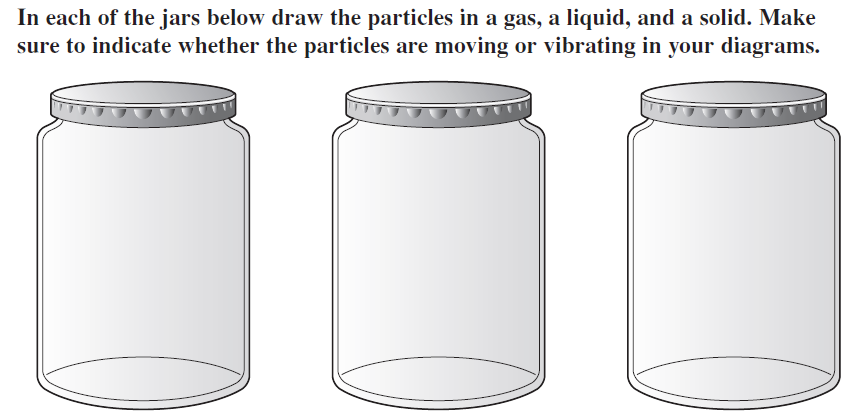 In each of the jars below draw the particles in a gas, a liquid, and a solid. Make
sure to indicate whether the particles are moving or vibrating in your diagrams.